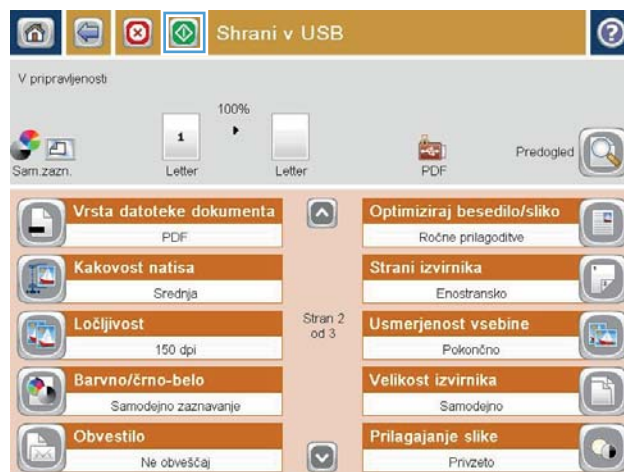 Shrani v USB
V pripravljenosti
100%
1
Sam.zazn.
Letter
Letter
PDF
Predogled
Vrsta datoteke dokumenta
PDF
Optimiziraj besedilo/sliko
Ročne prilagoditve
Kakovost natisa
Srednja
Strani izvirnika
Enostransko
Stran 2
od 3
Ločljivost
150 dpi
Usmerjenost vsebine
Pokončno
Barvno/črno-belo
Samodejno zaznavanje
Velikost izvirnika
Samodejno
Obvestilo
Ne obveščaj
Prilagajanje slike
Privzeto